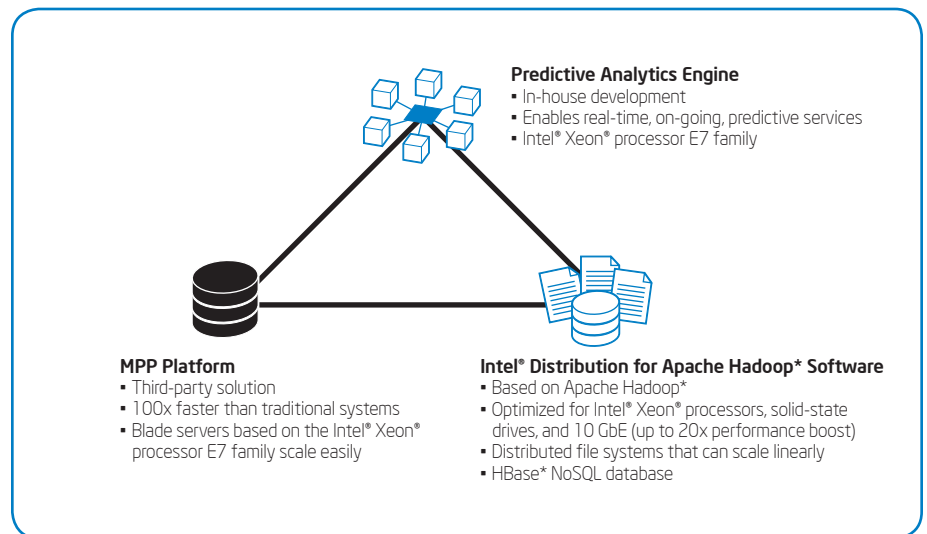 Predictive Analytics Engine
▪ In-house development
▪ Enables real-time, on-going, predictive services
▪ Intel® Xeon® processor E7 family
MPP Platform
▪ Third-party solution
▪ 100x faster than traditional systems
▪ Blade servers based on the Intel® Xeon®
processor E7 family scale easily
Intel® Distribution for Apache Hadoop* Software
▪ Based on Apache Hadoop*
▪ Optimized for Intel® Xeon® processors, solid-state
drives, and 10 GbE (up to 20x performance boost)
▪ Distributed file systems that can scale linearly
▪ HBase* NoSQL database